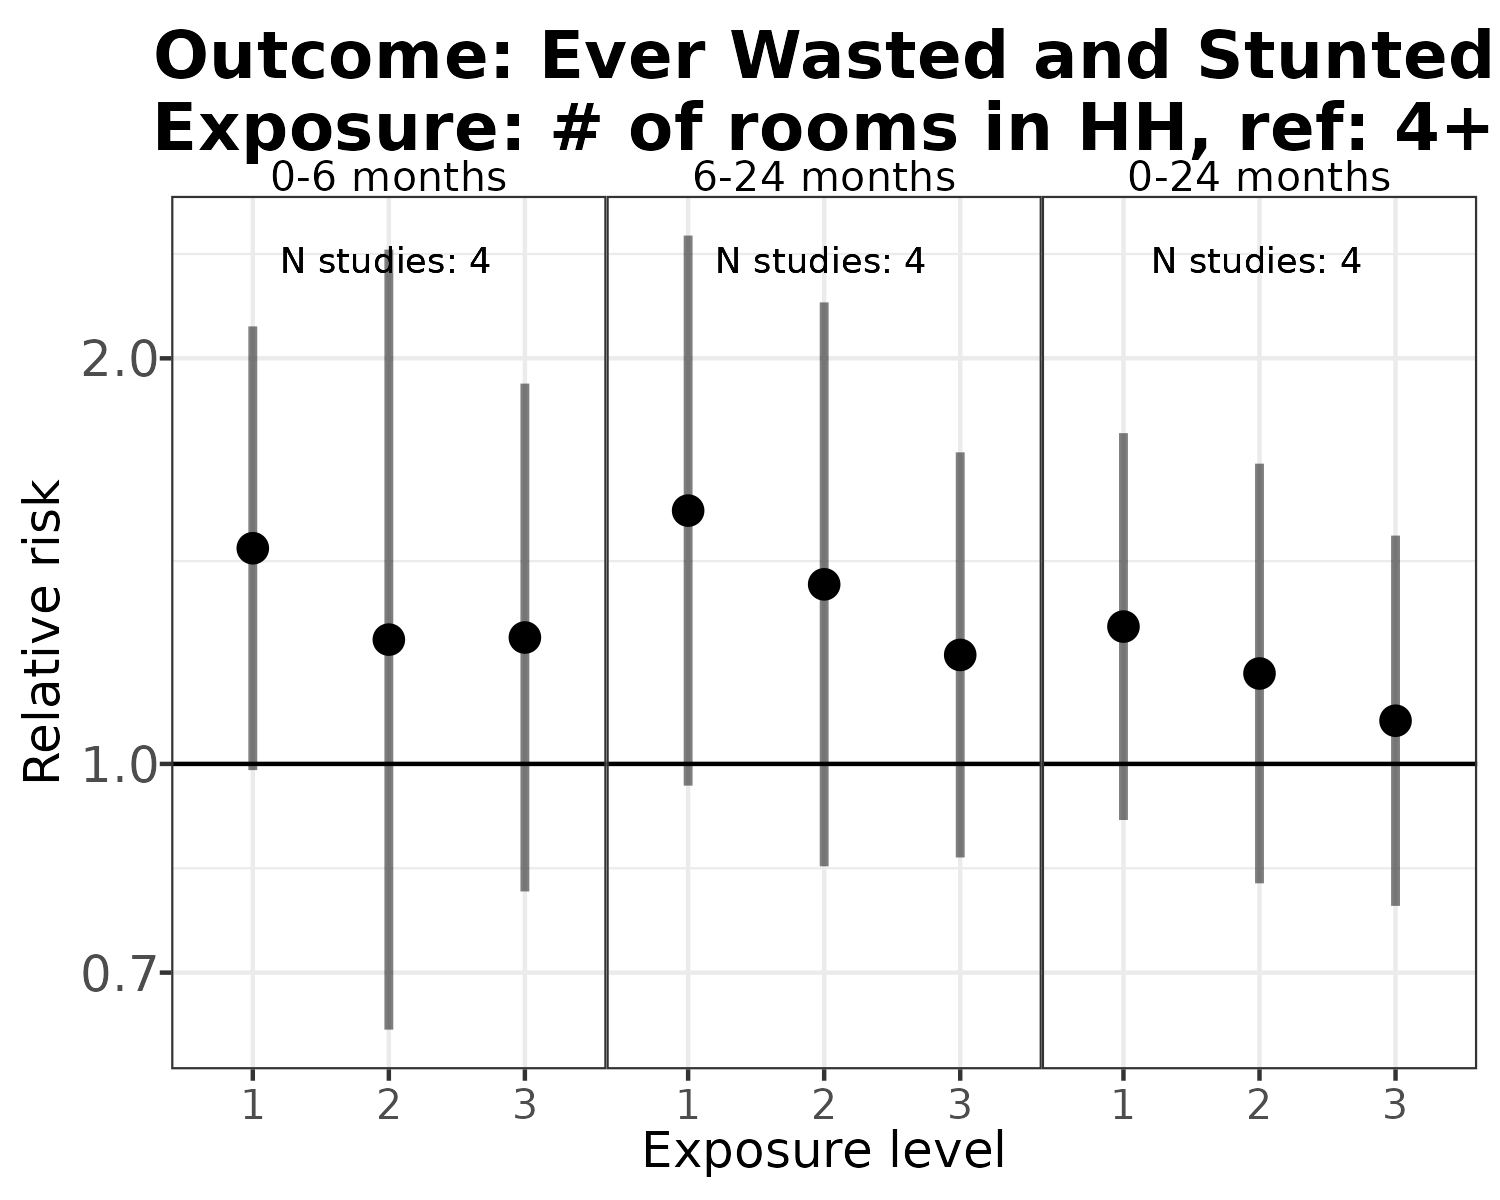 Outcome: Ever Wasted and Stunted
Exposure: # of rooms in HH, ref: 4+
0-6 months
6-24 months
0-24 months
N studies: 4
N studies: 4
N studies: 4
Relative risk
2.0
1.0
0.7
1 2 3
1 2 3
1 2 3
Exposure level